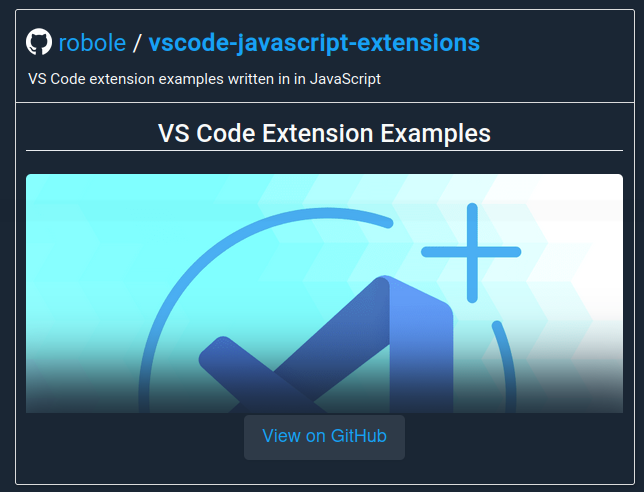 robole / vscode-javascript-extensions
VS Code extension examples written in in JavaScript
VS Code Extension Examples
View on GitHub